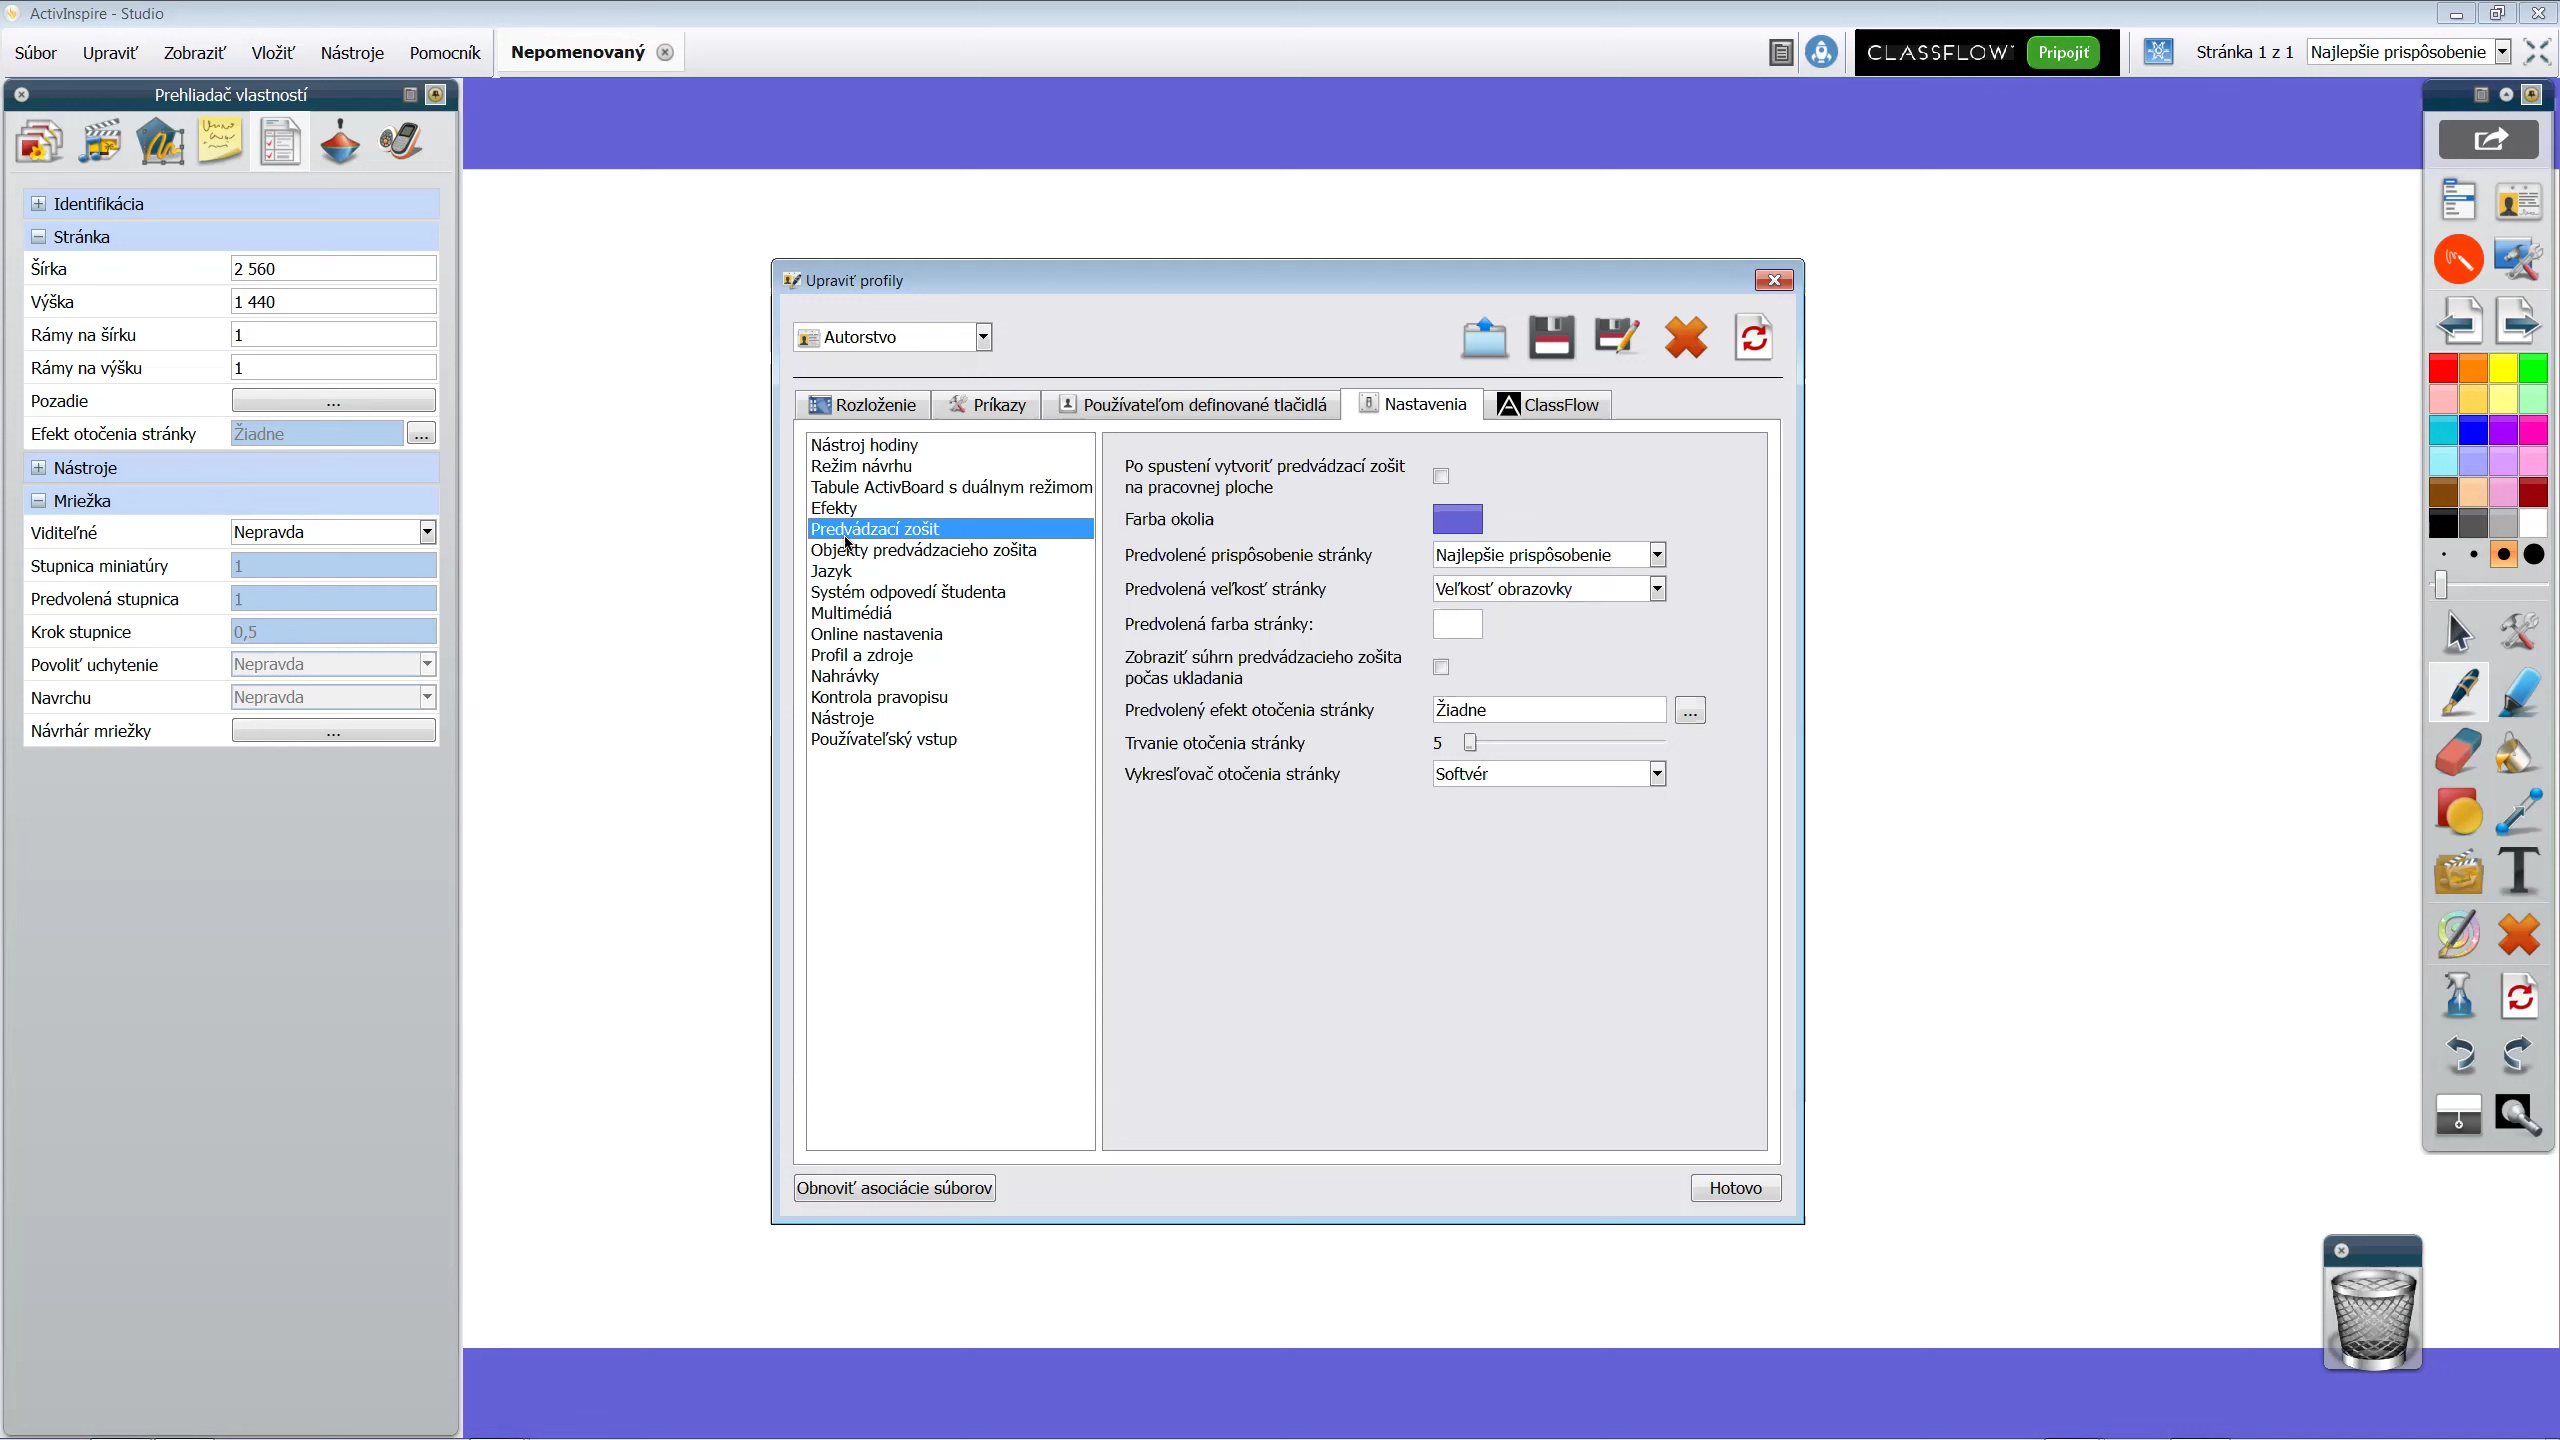 ActivInspire - Studio
Súbor Upraviť Zobraziť Vložiť Nástroje Pomocník Nepomenovaný CLASSFLOW Pripojiť Stránka 1 z 1 Najlepšie prispôsobenie
Prehliadač vlastností
Identifikácia
Stránka
Šírka 2 560
Výška 1 440
Rámy na šírku 1
Rámy na výšku 1
Pozadie ...
Efekt otočenia stránky Žiadne ...
Nástroje
Mriežka
Viditeľné Nepravda
Stupnica miniatúry 1
Predvolená stupnica 1
Krok stupnice 0,5
Povoliť uchytenie Nepravda
Navrchu Nepravda
Návrhár mriežky ...
Upraviť profily
Autorstvo
Rozloženie Príkazy Používateľom definované tlačidlá Nastavenia ClassFlow
Nástroj hodiny
Režim návrhu
Tabule ActivBoard s duálnym režimom
Efekty
Predvádzací zošit
Objekty predvádzacieho zošita
Jazyk
Systém odpovedí študenta
Multimédiá
Online nastavenia
Profil a zdroje
Nahrávky
Kontrola pravopisu
Nástroje
Používateľský vstup
Po spustení vytvoriť predvádzací zošit
na pracovnej ploche
Farba okolia
Predvolené prispôsobenie stránky Najlepšie prispôsobenie
Predvolená veľkosť stránky Veľkosť obrazovky
Predvolená farba stránky:
Zobraziť súhrn predvádzacieho zošita
počas ukladania
Predvolený efekt otočenia stránky Žiadne ...
Trvanie otočenia stránky 5
Vykresľovač otočenia stránky Softvér
Obnoviť asociácie súborov Hotovo